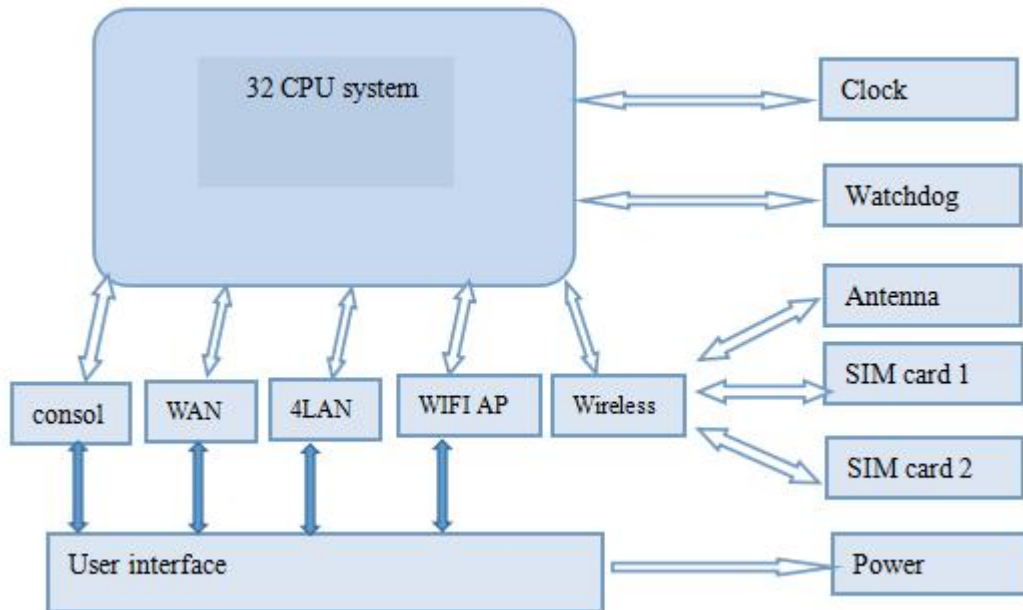 32 CPU system
Clock
Watchdog
Antenna
SIM card 1
SIM card 2
consol
WAN
4LAN
WIFI AP
Wireless
User interface
Power